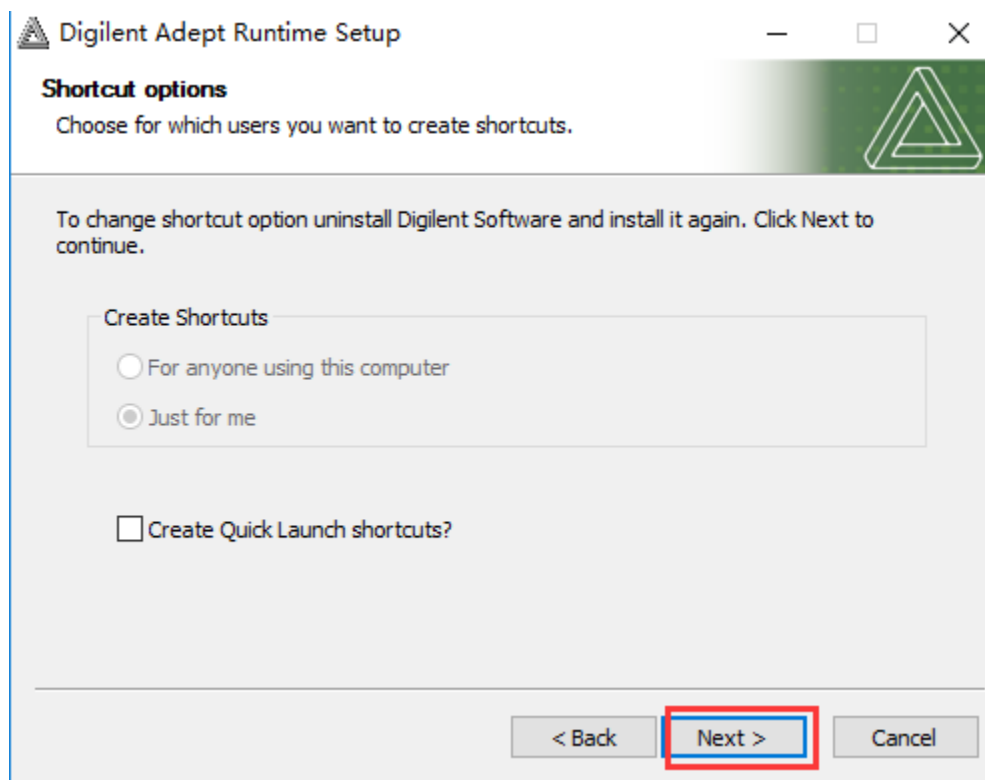 Digilent Adept Runtime Setup
Shortcut options
Choose for which users you want to create shortcuts.
To change shortcut option uninstall Digilent Software and install it again. Click Next to
continue.
Create Shortcuts
For anyone using this computer
Just for me
Create Quick Launch shortcuts?
< Back
Next >
Cancel